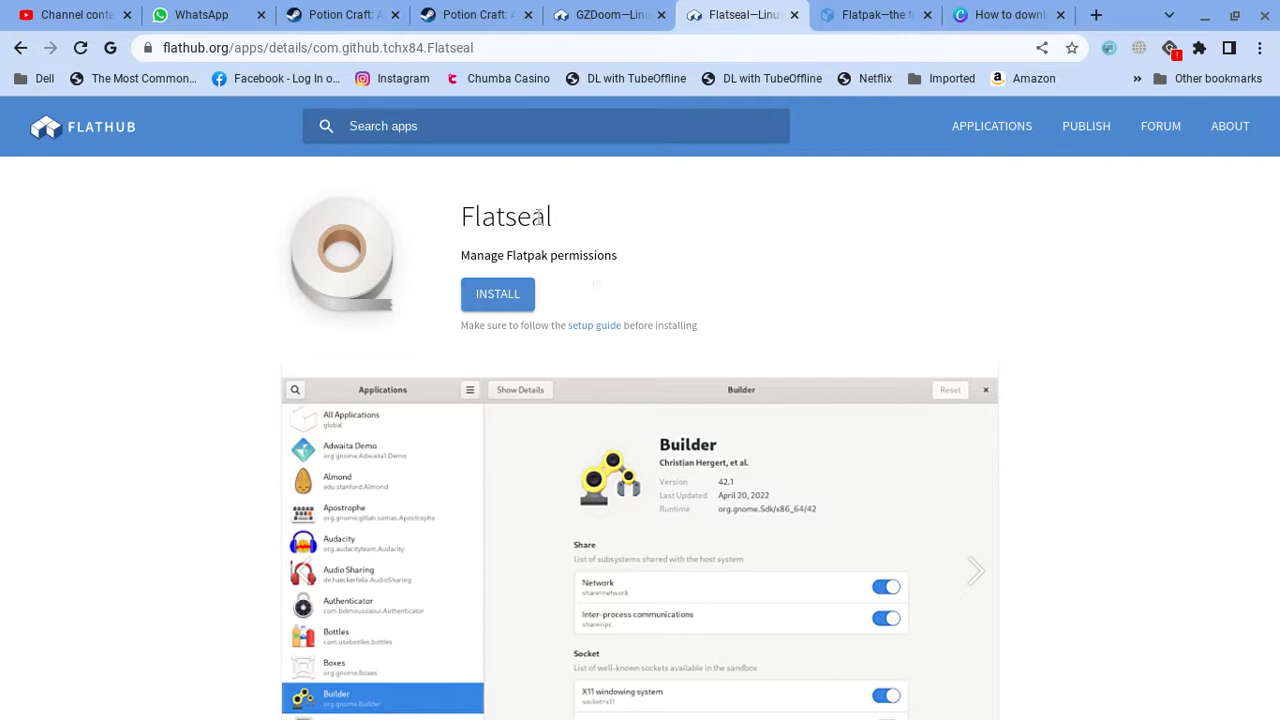 YouTube
WhatsApp
Potion Craft: A
Potion Craft: A
GZDoom—Linu
Flatseal—Linu
Flatpak—the f
How to downl
flathub.org/apps/details/com.github.tchx84.Flatseal
Dell
The Most Common…
Facebook - Log In o…
Instagram
Chumba Casino
DL with TubeOffline
DL with TubeOffline
Netflix
Imported
Amazon
»
Other bookmarks
FLATHUB
Search apps
APPLICATIONS
PUBLISH
FORUM
ABOUT
Flatseal
Manage Flatpak permissions
INSTALL
Make sure to follow the setup guide before installing
Applications
Show Details
Builder
Reset
All Applications
global
Adwaita Demo
org.gnome.Adwaita1.Demo
Almond
edu.stanford.Almond
Apostrophe
org.gnome.gitlab.somas.Apostrophe
Audacity
org.audacityteam.Audacity
Audio Sharing
de.haeckerfelix.AudioSharing
Authenticator
com.belmoussaoui.Authenticator
Bottles
com.usebottles.bottles
Boxes
org.gnome.Boxes
Builder
org.gnome.Builder
Builder
Christian Hergert, et al.
Version 42.1
Last Updated April 20, 2022
Runtime org.gnome.Sdk/x86_64/42
Share
List of subsystems shared with the host system
Network
share=network
Inter-process communications
share=ipc
Socket
List of well-known sockets available in the sandbox
X11 windowing system
socket=x11